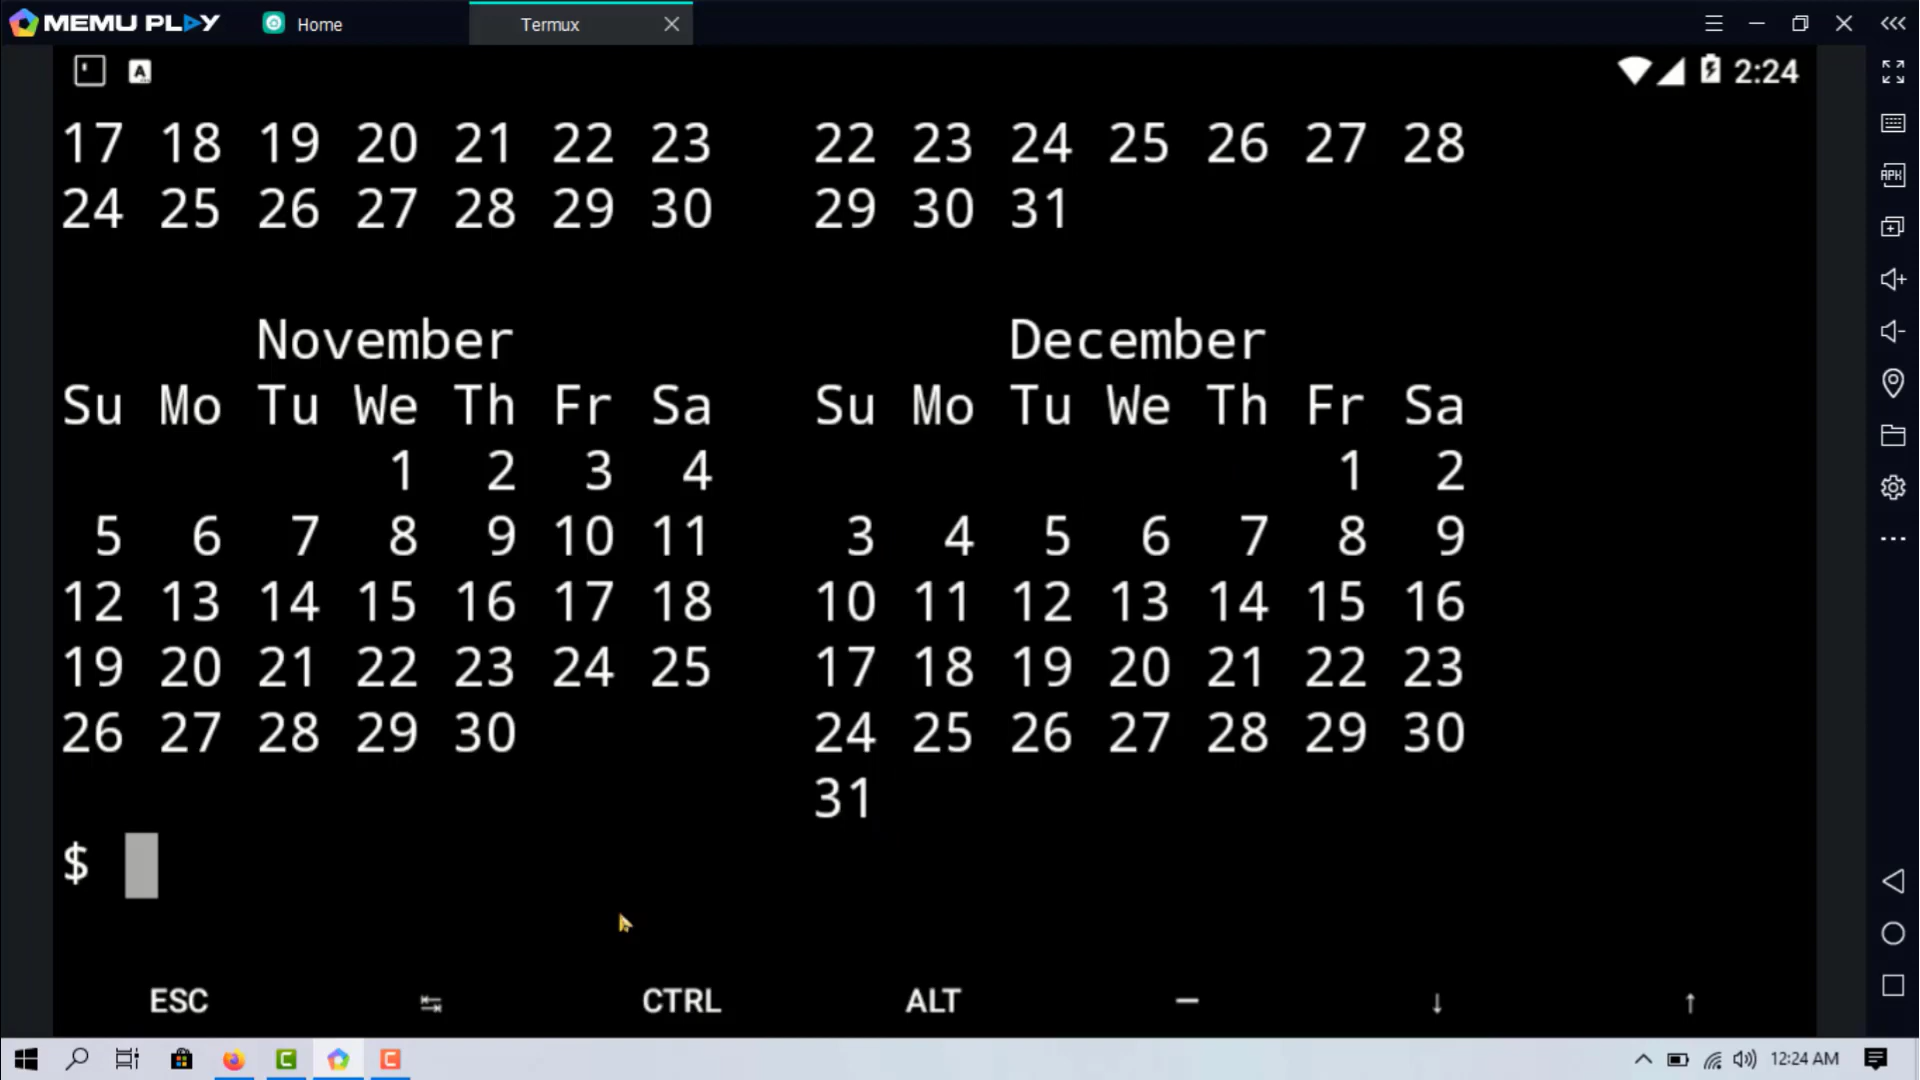 MEMU PLAY Home Termux
2:24
17 18 19 20 21 22 23 22 23 24 25 26 27 28
24 25 26 27 28 29 30 29 30 31
November December
Su Mo Tu We Th Fr Sa Su Mo Tu We Th Fr Sa
1 2 3 4 1 2
5 6 7 8 9 10 11 3 4 5 6 7 8 9
12 13 14 15 16 17 18 10 11 12 13 14 15 16
19 20 21 22 23 24 25 17 18 19 20 21 22 23
26 27 28 29 30 24 25 26 27 28 29 30
31
$
ESC ↹ CTRL ALT — ↓ ↑
A
APK
12:24 AM